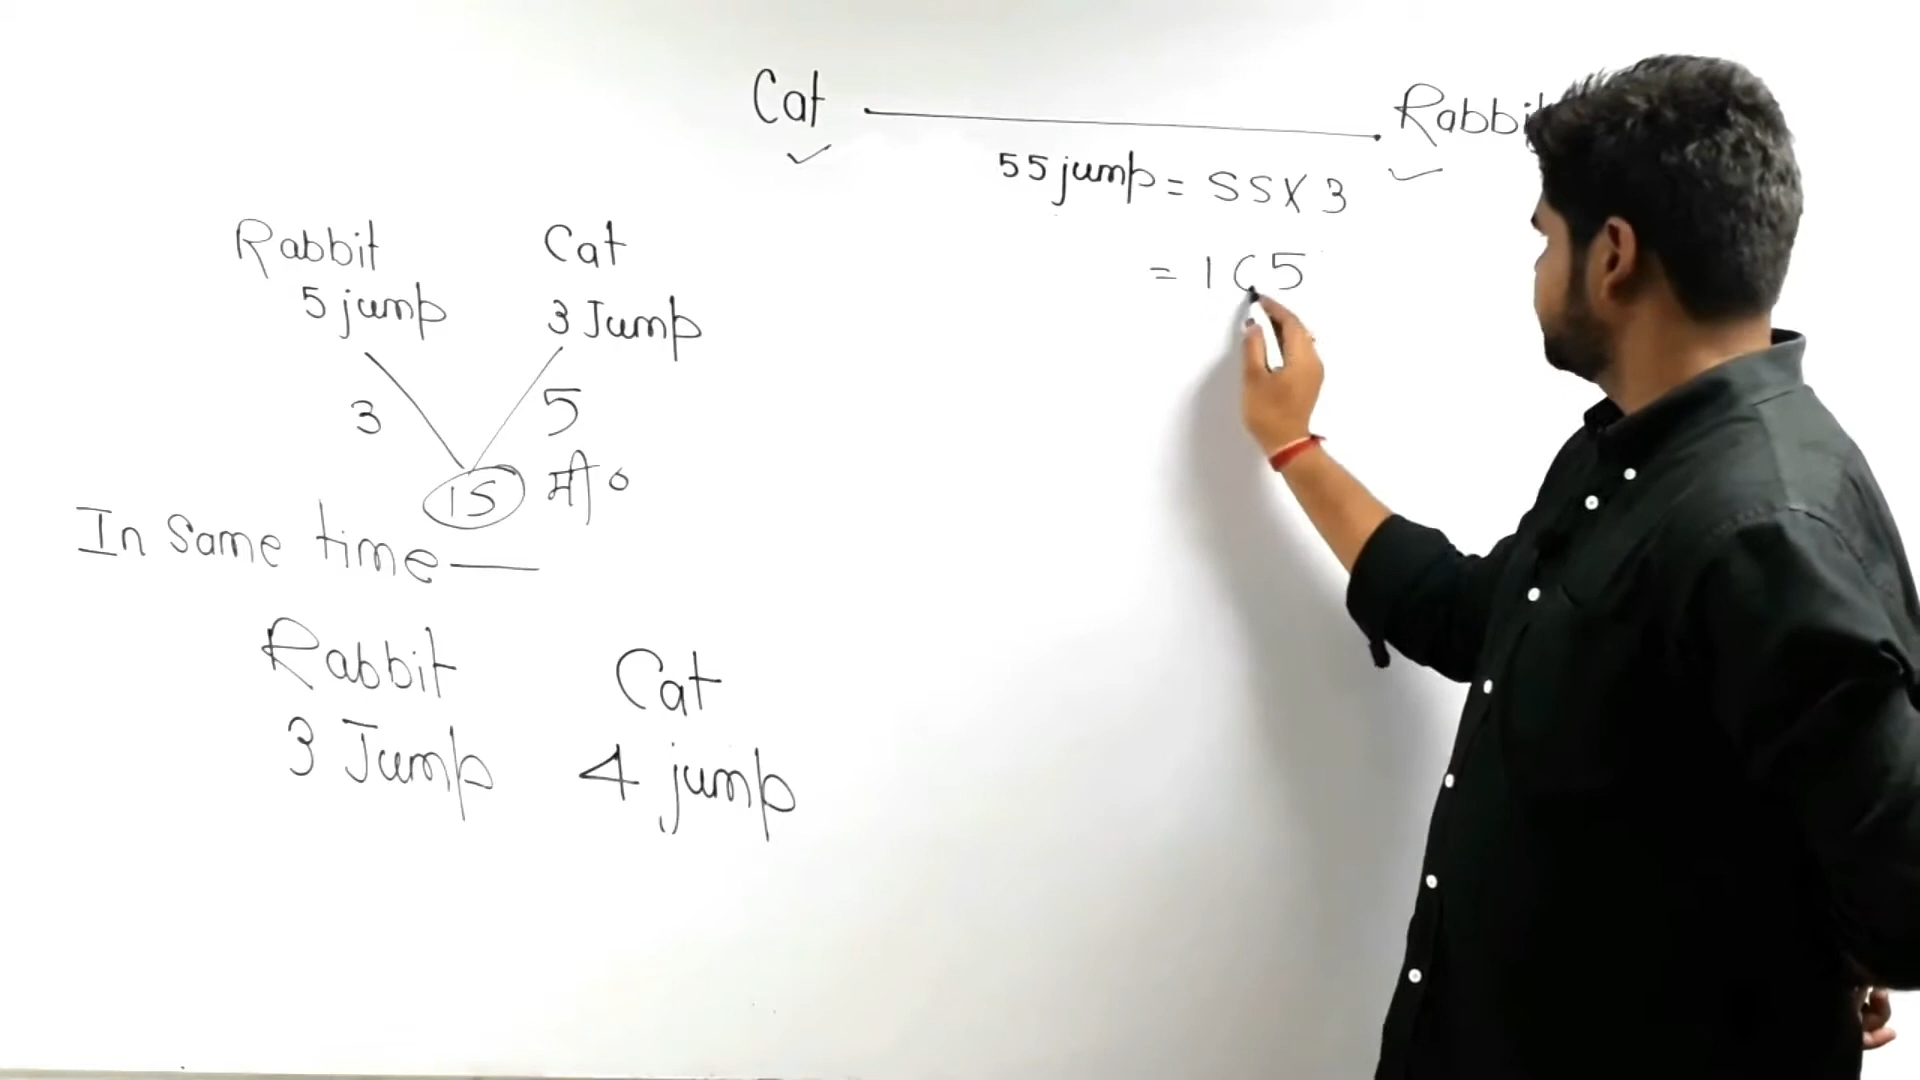 Cat Rabbit
55 jump = 55 X 3
= 165
Rabbit Cat
5 jump 3 Jump
3 5
15 मी०
In Same time —
Rabbit Cat
3 Jump 4 jump